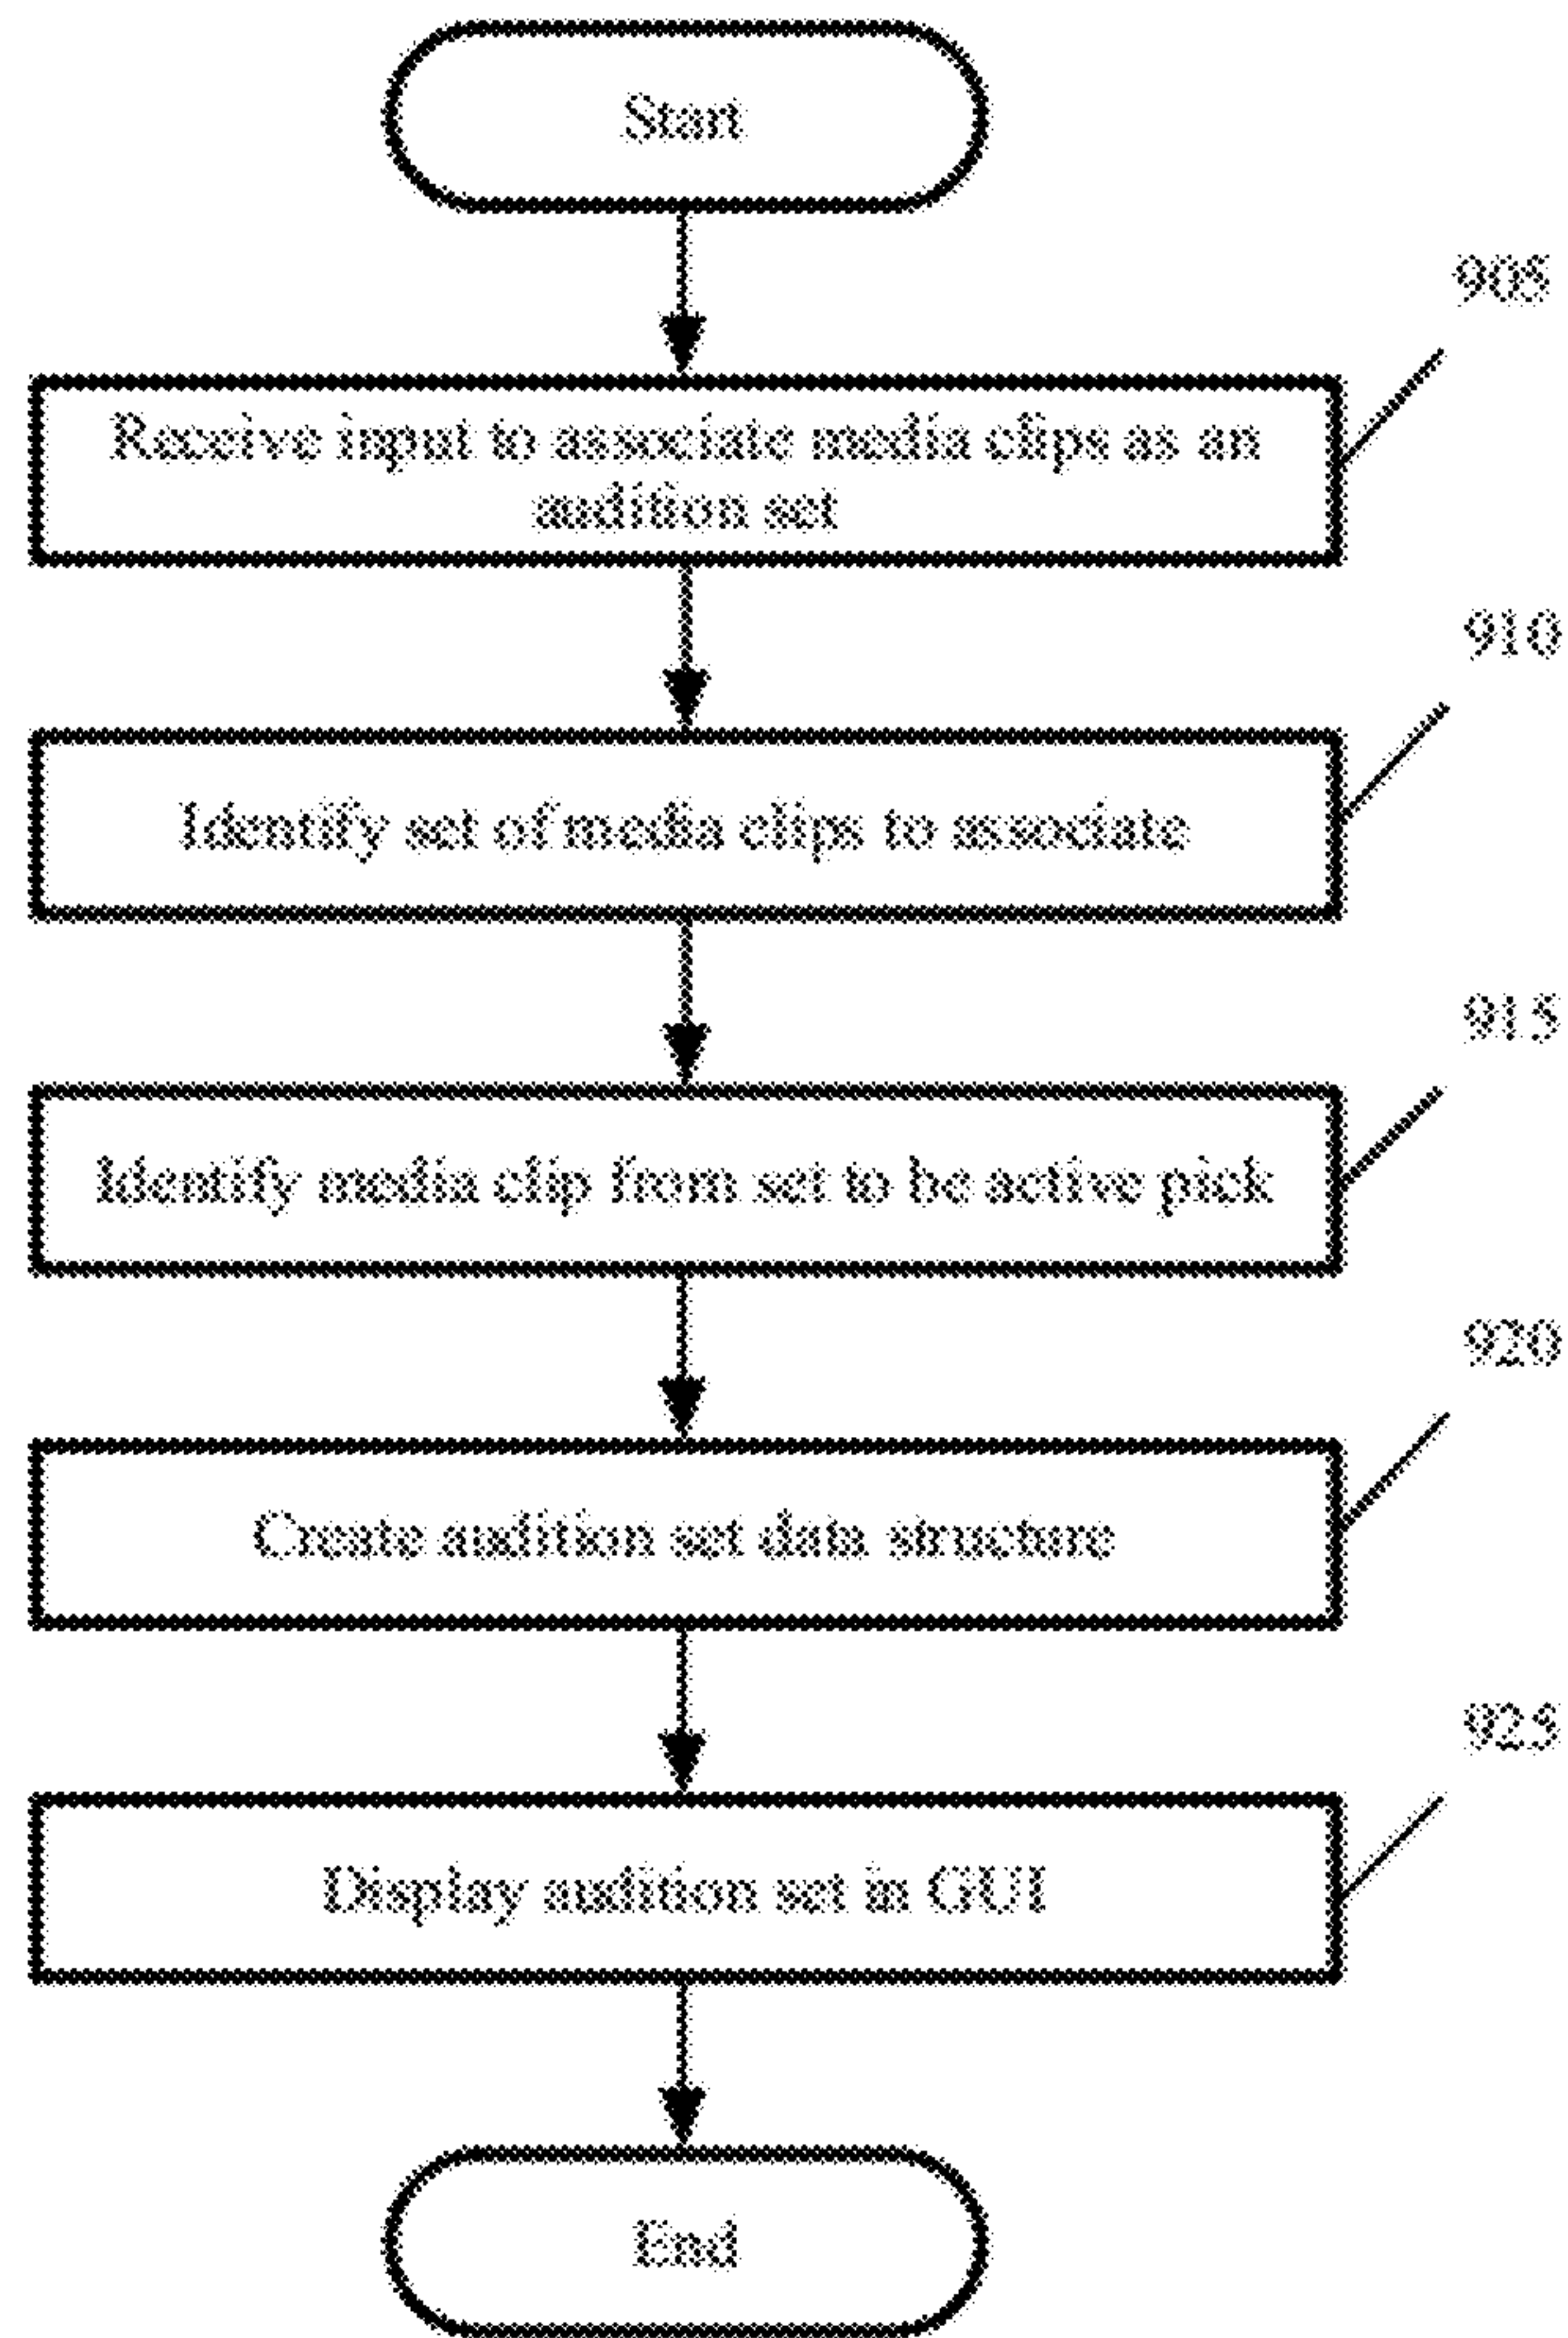 Start
905
Receive input to associate media clips as an
audition set
910
Identify set of media clips to associate
915
Identify media clip from set to be active pick
920
Create audition set data structure
925
Display audition set in GUI
End